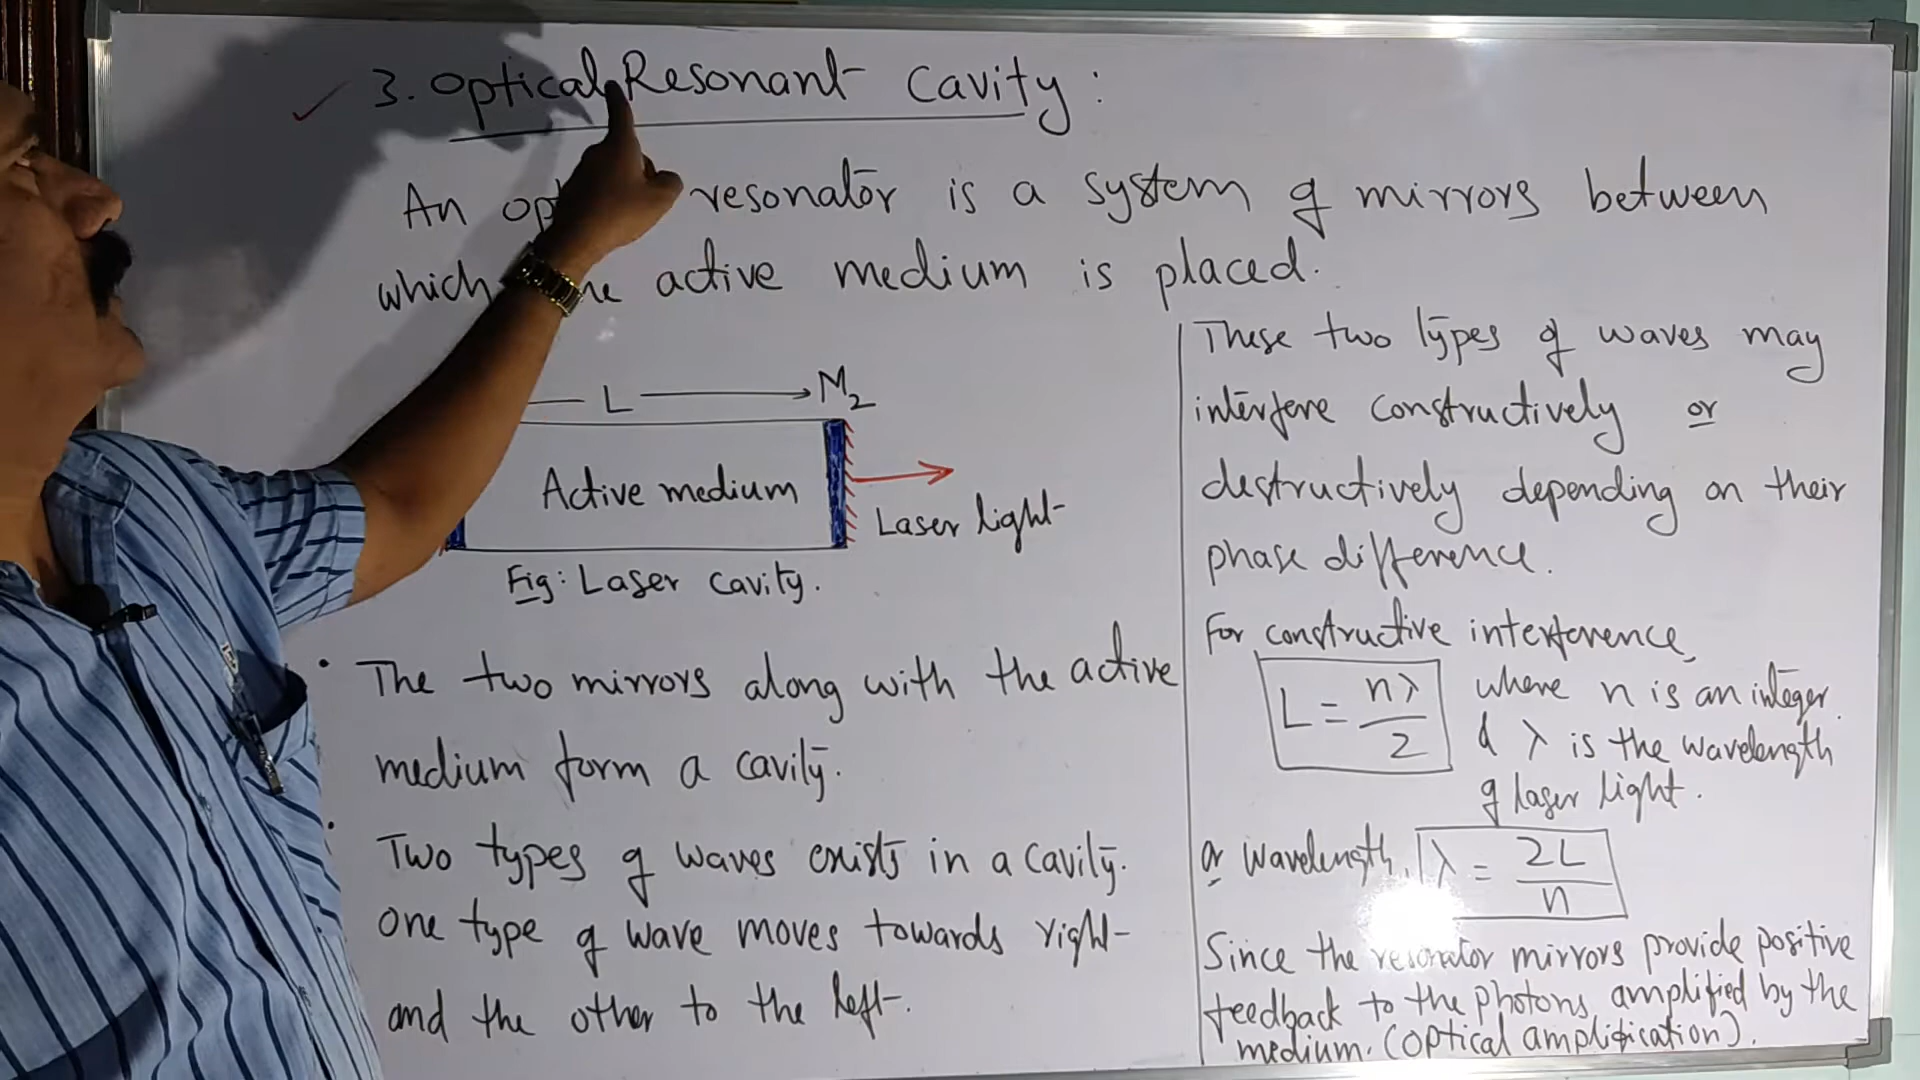 3. Optical Resonant Cavity:
An resonator is a system of mirrors between
which active medium is placed.
L M2
Active medium
Laser light
Fig: Laser cavity.
• The two mirrors along with the active
medium form a cavity.
• Two types of waves exists in a cavity.
one type of wave moves towards right
and the other to the left.
These two types of waves may
interfere constructively or
destructively depending on their
phase difference.
For constructive interference,
L = nλ/2 where n is an integer.
& λ is the wavelength
of laser light.
or wavelength, λ = 2L/n
Since the resonator mirrors provide positive
feedback to the photons amplified by the
medium. (optical amplification).